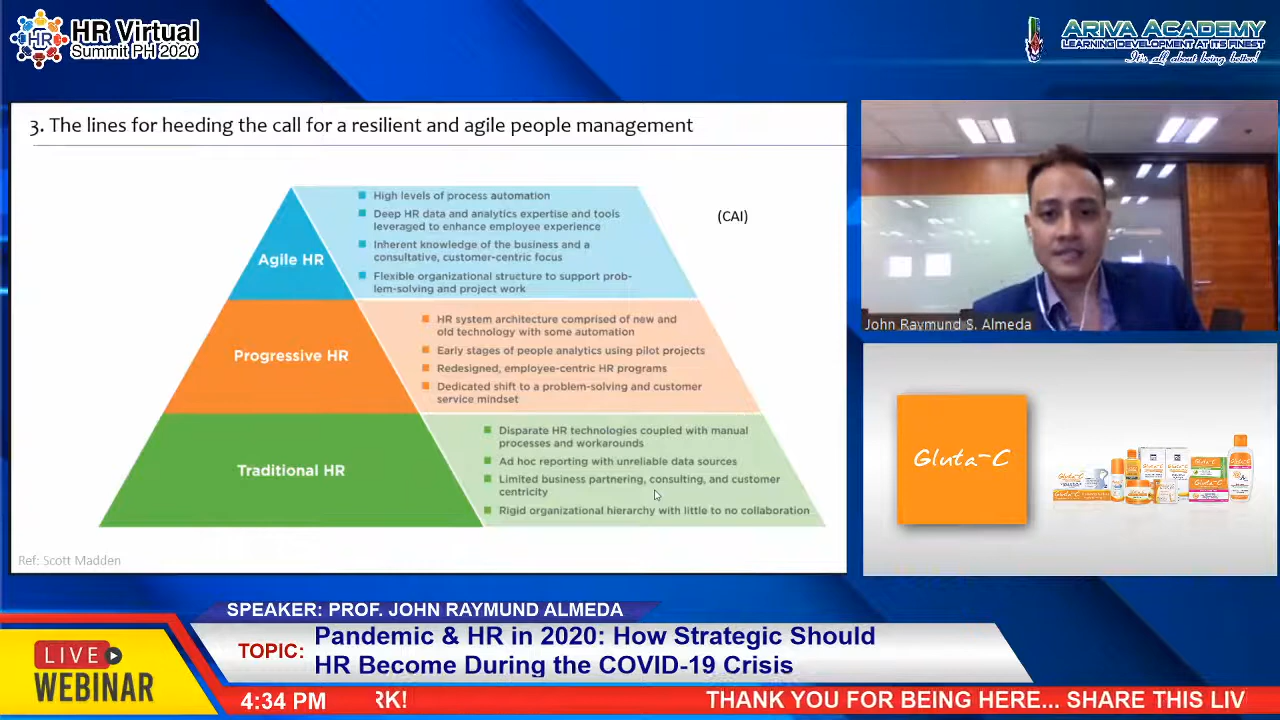 HR Virtual
Summit PH 2020
HR
ARIVA ACADEMY
LEARNING DEVELOPMENT AT ITS FINEST
It's all about being better!
3. The lines for heeding the call for a resilient and agile people management
(CAI)
Agile HR
High levels of process automation
Deep HR data and analytics expertise and tools
leveraged to enhance employee experience
Inherent knowledge of the business and a
consultative, customer-centric focus
Flexible organizational structure to support prob-
lem-solving and project work
Progressive HR
HR system architecture comprised of new and
old technology with some automation
Early stages of people analytics using pilot projects
Redesigned, employee-centric HR programs
Dedicated shift to a problem-solving and customer
service mindset
Traditional HR
Disparate HR technologies coupled with manual
processes and workarounds
Ad hoc reporting with unreliable data sources
Limited business partnering, consulting, and customer
centricity
Rigid organizational hierarchy with little to no collaboration
Ref: Scott Madden
John Raymund S. Almeda
Gluta-C
SPEAKER: PROF. JOHN RAYMUND ALMEDA
LIVE
WEBINAR
TOPIC:
Pandemic & HR in 2020: How Strategic Should
HR Become During the COVID-19 Crisis
4:34 PM
RK!
THANK YOU FOR BEING HERE... SHARE THIS LIV